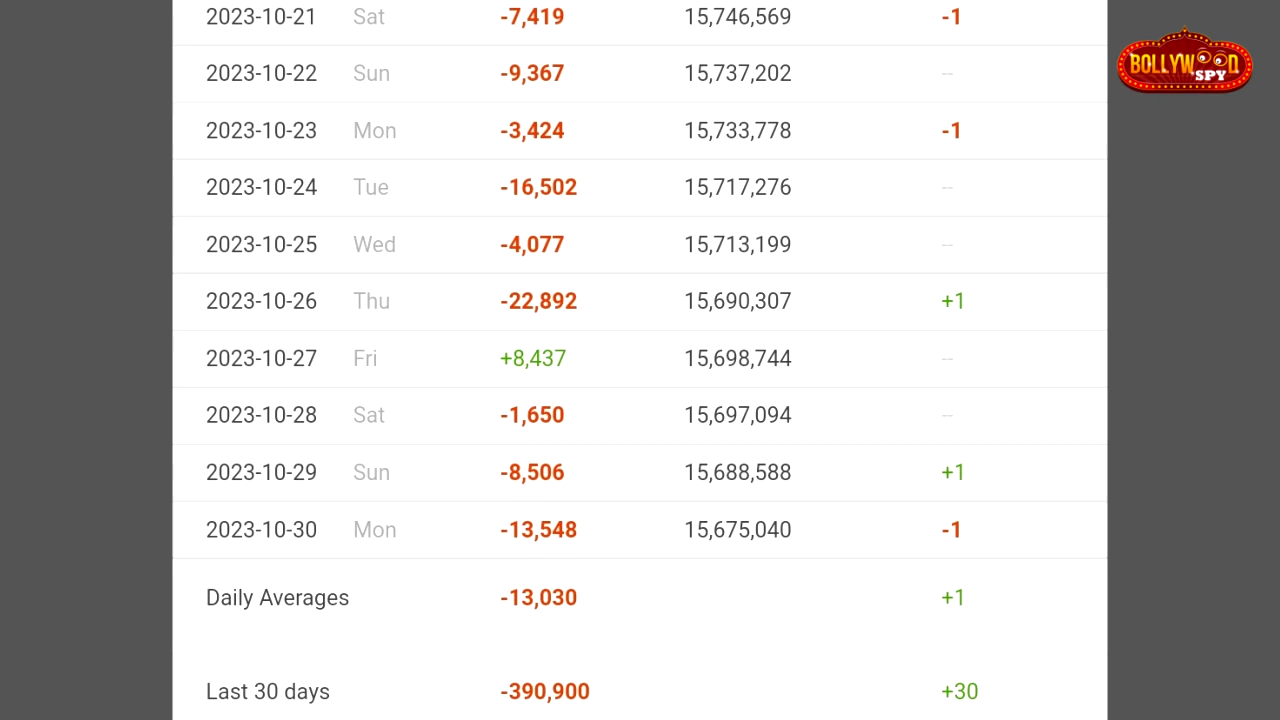 2023-10-21 Sat -7,419 15,746,569 -1
2023-10-22 Sun -9,367 15,737,202 --
2023-10-23 Mon -3,424 15,733,778 -1
2023-10-24 Tue -16,502 15,717,276 --
2023-10-25 Wed -4,077 15,713,199 --
2023-10-26 Thu -22,892 15,690,307 +1
2023-10-27 Fri +8,437 15,698,744 --
2023-10-28 Sat -1,650 15,697,094 --
2023-10-29 Sun -8,506 15,688,588 +1
2023-10-30 Mon -13,548 15,675,040 -1
Daily Averages -13,030 +1
Last 30 days -390,900 +30
BOLLYWOOD
SPY